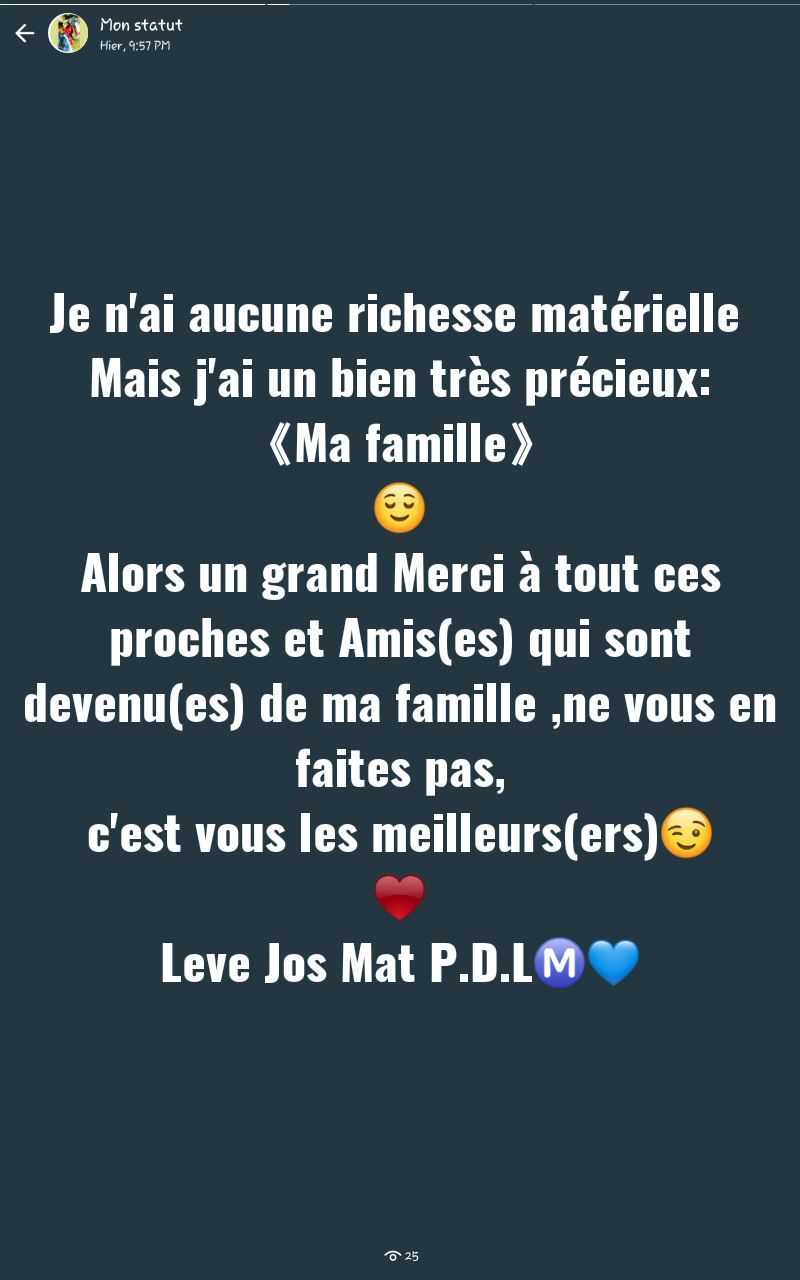 Mon statut
Hier, 9:57 PM
Je n'ai aucune richesse matérielle
Mais j'ai un bien très précieux:
《Ma famille》
😌
Alors un grand Merci à tout ces
proches et Amis(es) qui sont
devenu(es) de ma famille ,ne vous en
faites pas,
c'est vous les meilleurs(ers)😉
♥️
Leve Jos Mat P.D.LⓂ️💙
25